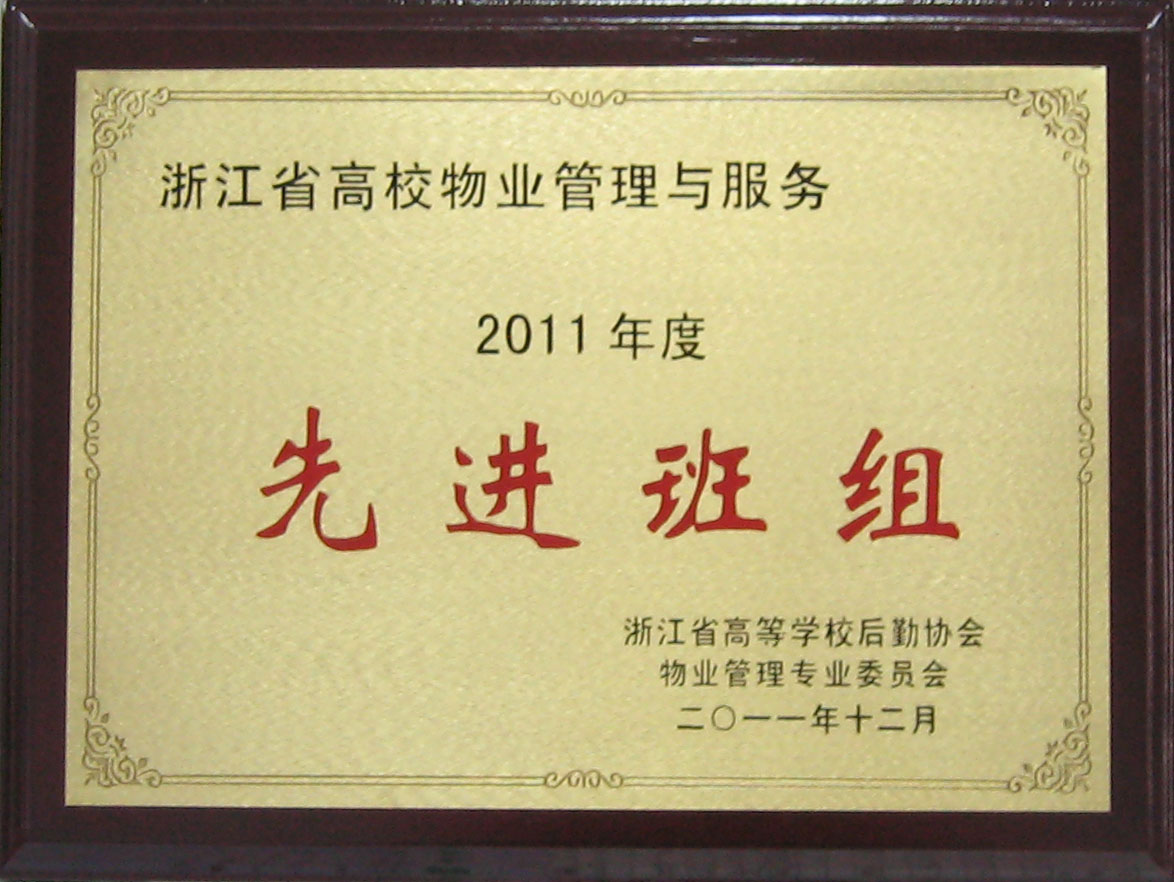 浙江省高校物业管理与服务
2011年度
先进班组
浙江省高等学校后勤协会
物业管理专业委员会
二〇一一年十二月